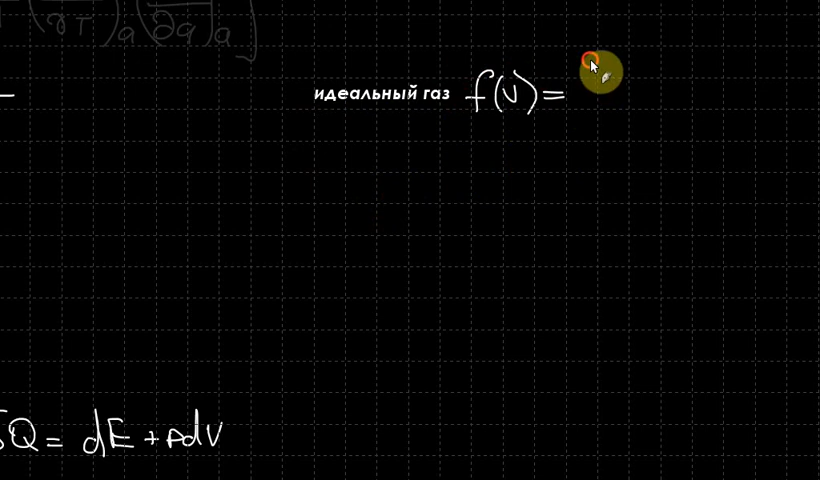 (∂T)a (∂a)a]
идеальный газ f(V)=
δQ = dE + pdV